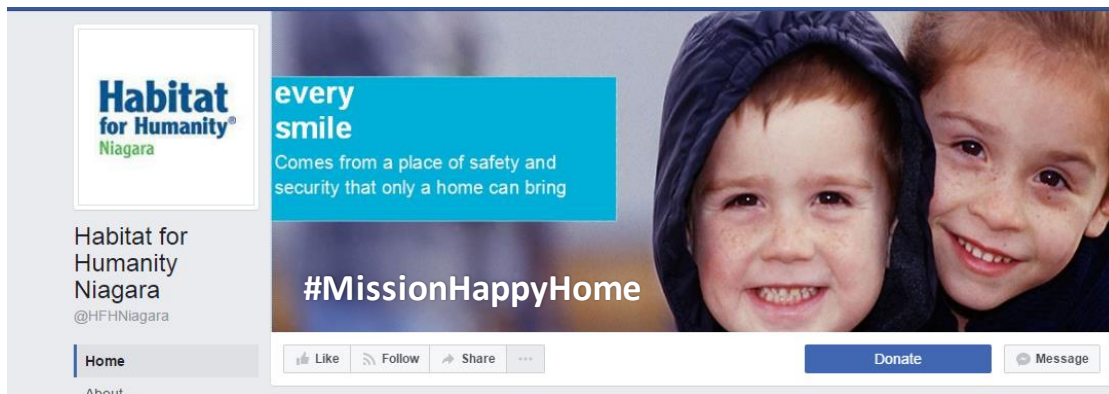 Habitat
for Humanity®
Niagara
Habitat for
Humanity
Niagara
@HFHNiagara
Home
About
every
smile
Comes from a place of safety and
security that only a home can bring
#MissionHappyHome
Like
Follow
Share
...
Donate
Message